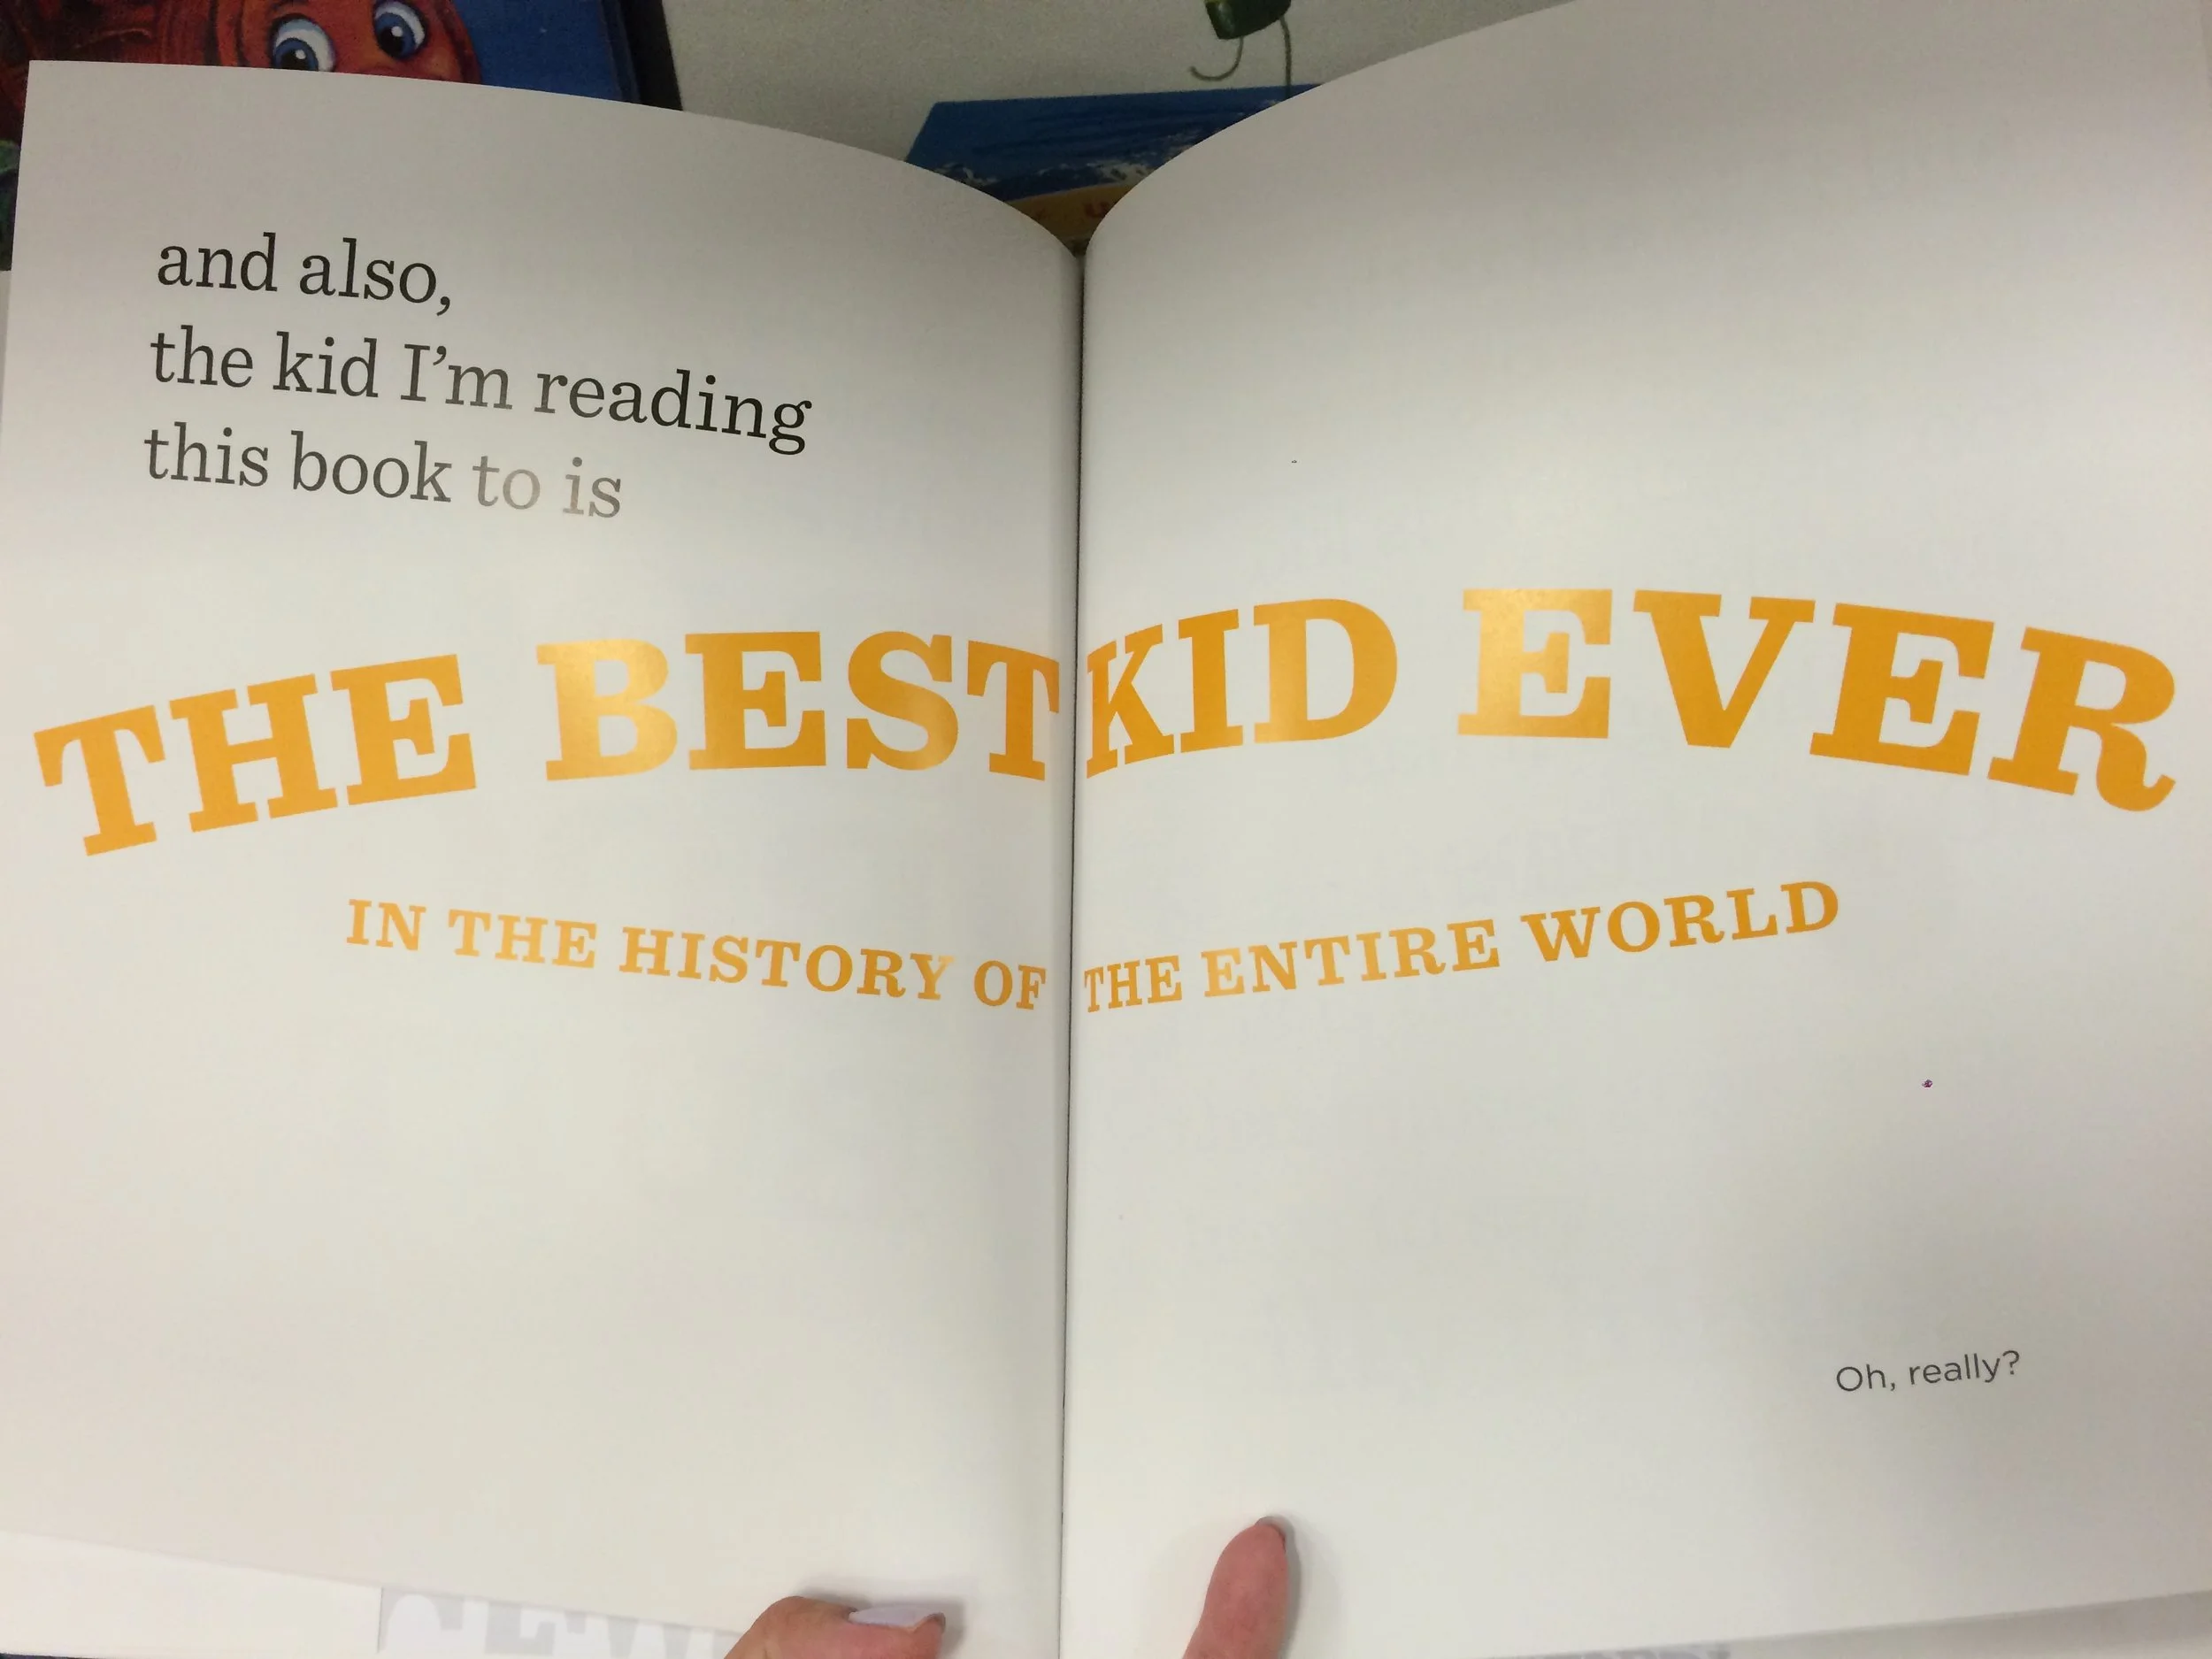 and also,
the kid I'm reading
this book to is
THE BEST KID EVER
IN THE HISTORY OF THE ENTIRE WORLD
Oh, really?